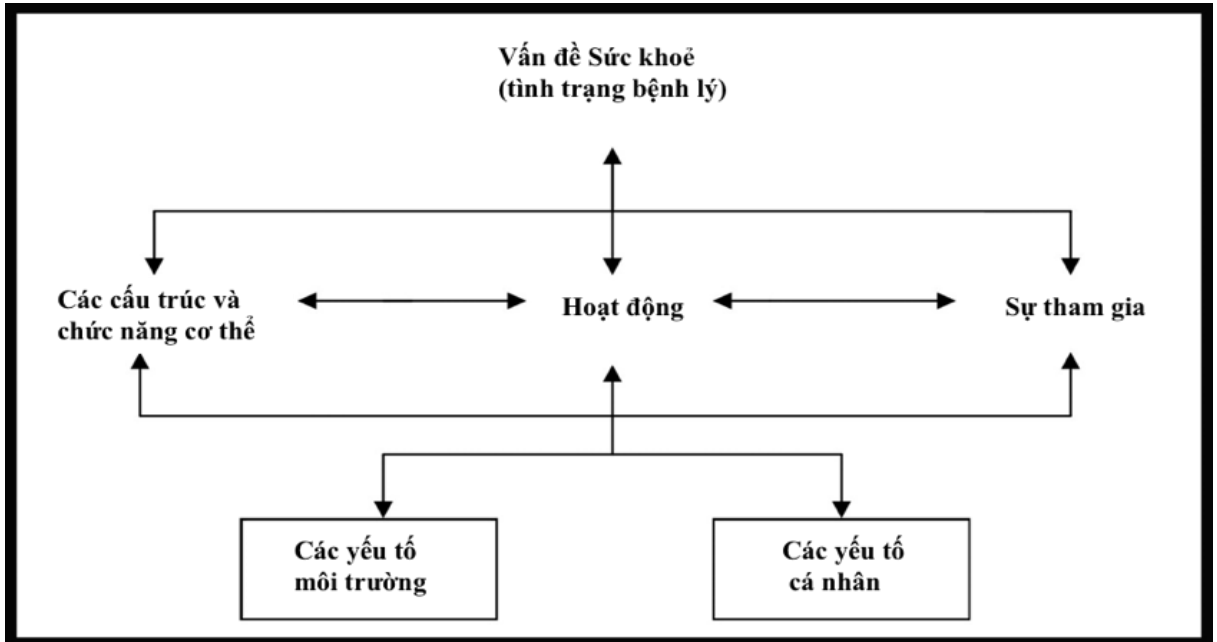 Vấn đề Sức khoẻ
(tình trạng bệnh lý)
Các cấu trúc và
chức năng cơ thể
Hoạt động
Sự tham gia
Các yếu tố
môi trường
Các yếu tố
cá nhân